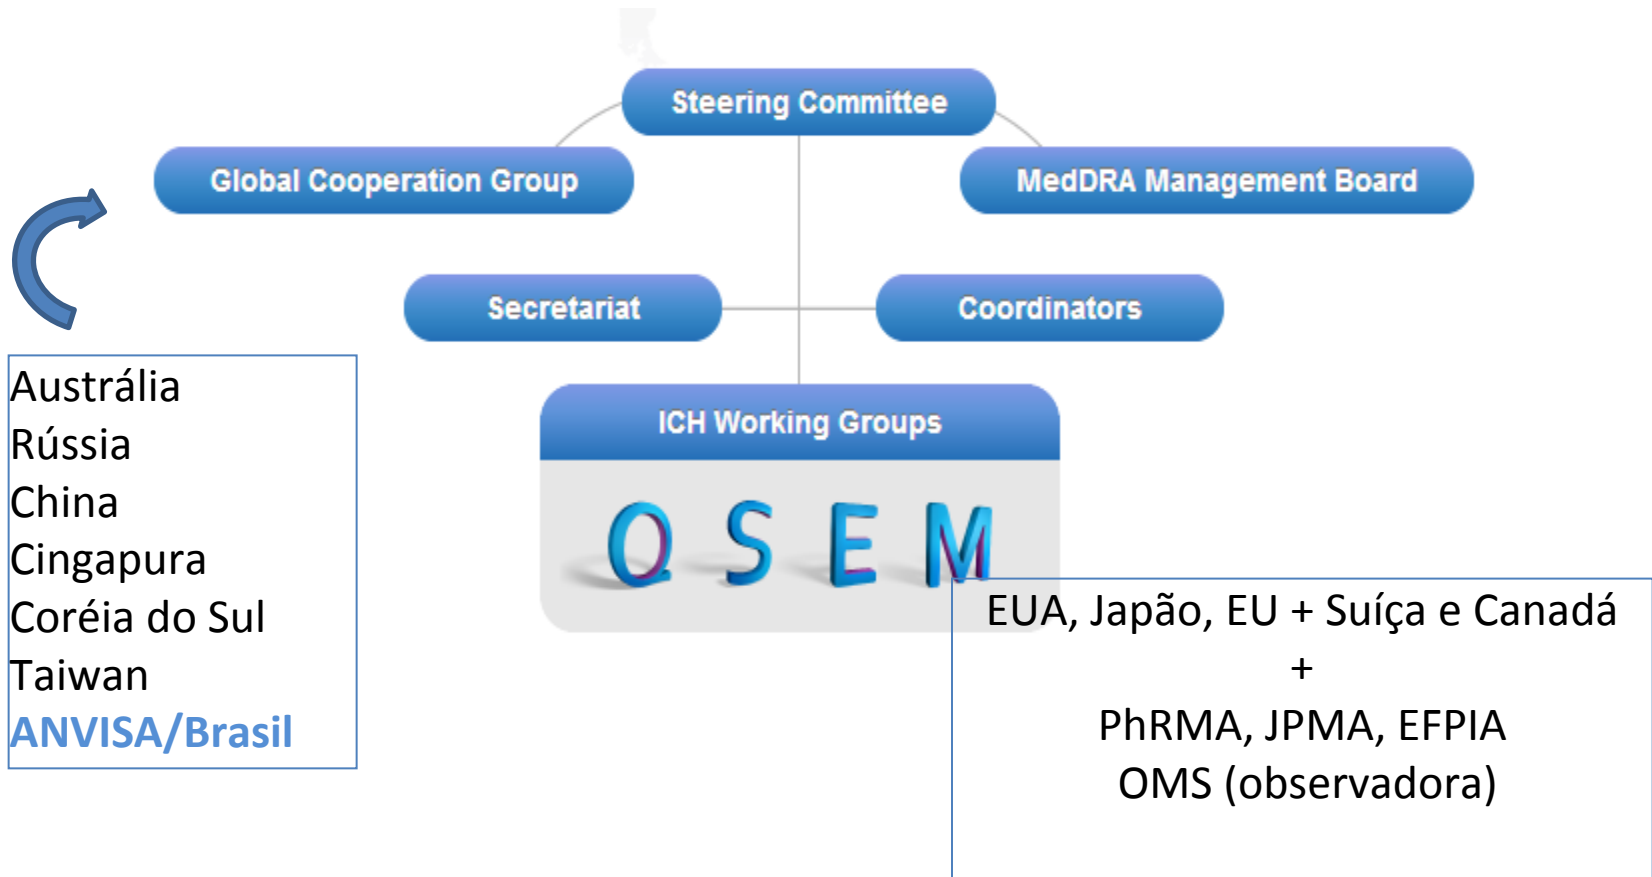 Steering Committee
Global Cooperation Group
MedDRA Management Board
Secretariat
Coordinators
ICH Working Groups
Q S E M
Austrália
Rússia
China
Cingapura
Coréia do Sul
Taiwan
ANVISA/Brasil
EUA, Japão, EU + Suíça e Canadá
+
PhRMA, JPMA, EFPIA
OMS (observadora)